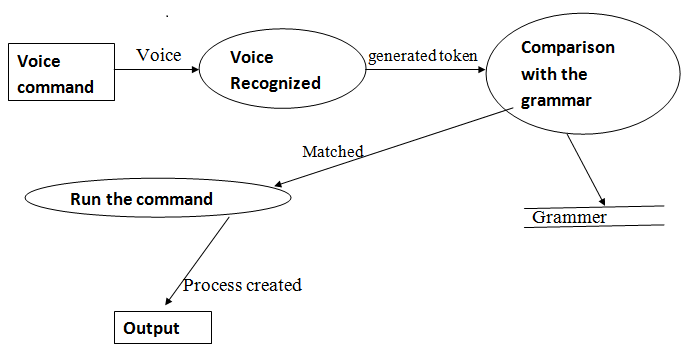 Voice
command
Voice
Voice
Recognized
generated token
Comparison
with the
grammar
Matched
Run the command
Grammer
Process created
Output